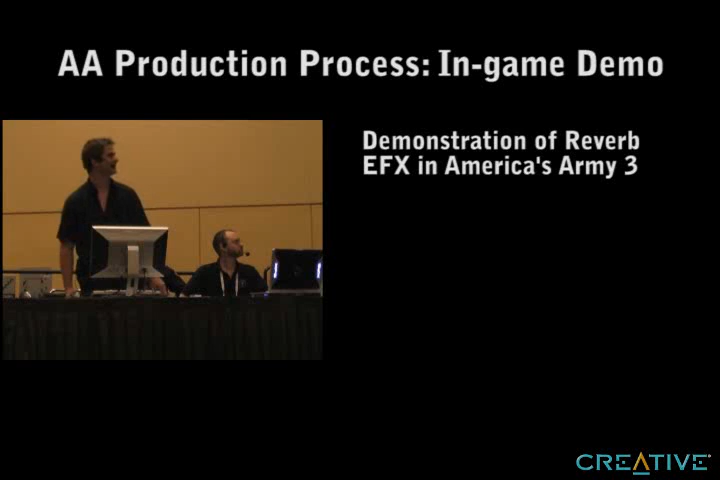 AA Production Process: In-game Demo
Demonstration of Reverb
EFX in America's Army 3
CREATIVE